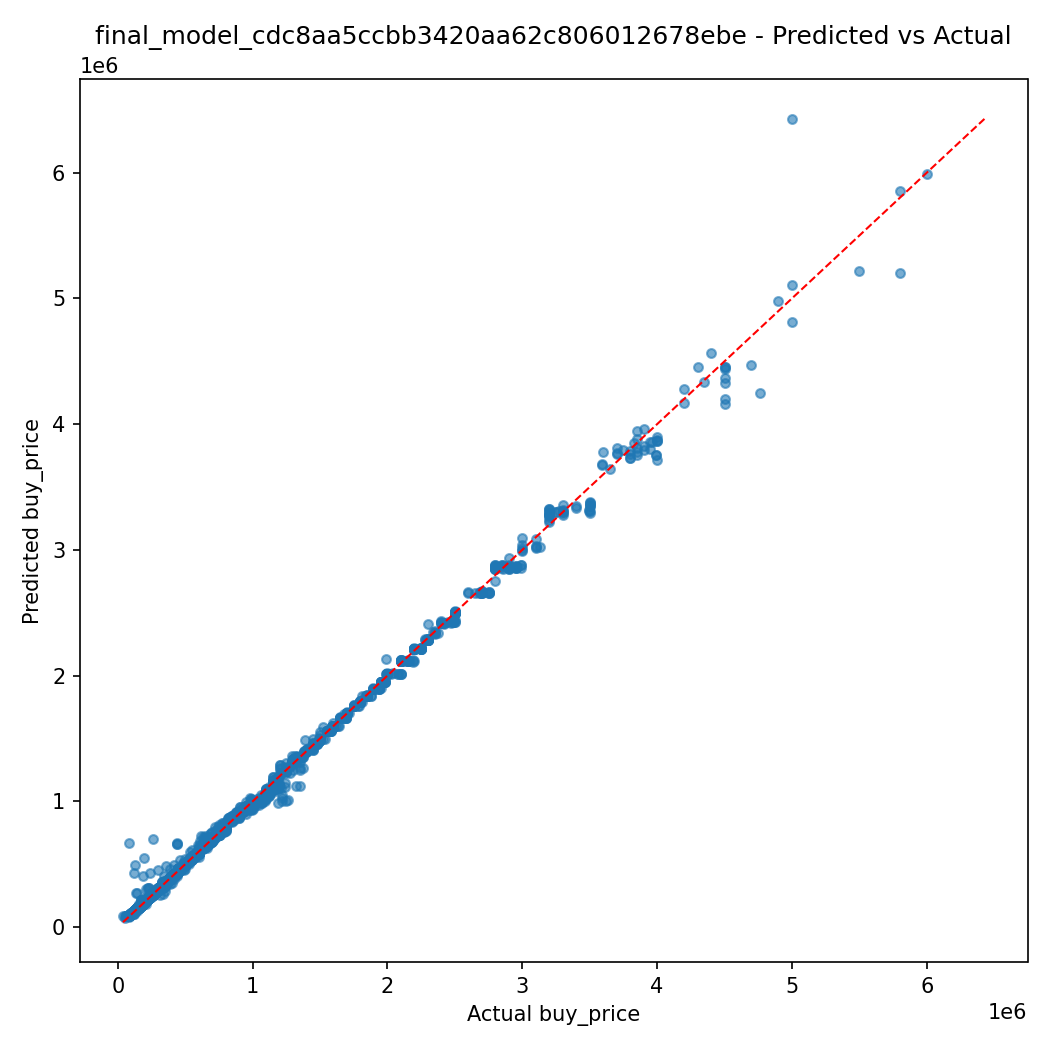 final_model_cdc8aa5ccbb3420aa62c806012678ebe - Predicted vs Actual
1e6
6
5
4
3
2
1
0
Predicted buy_price
0 1 2 3 4 5 6
Actual buy_price
1e6